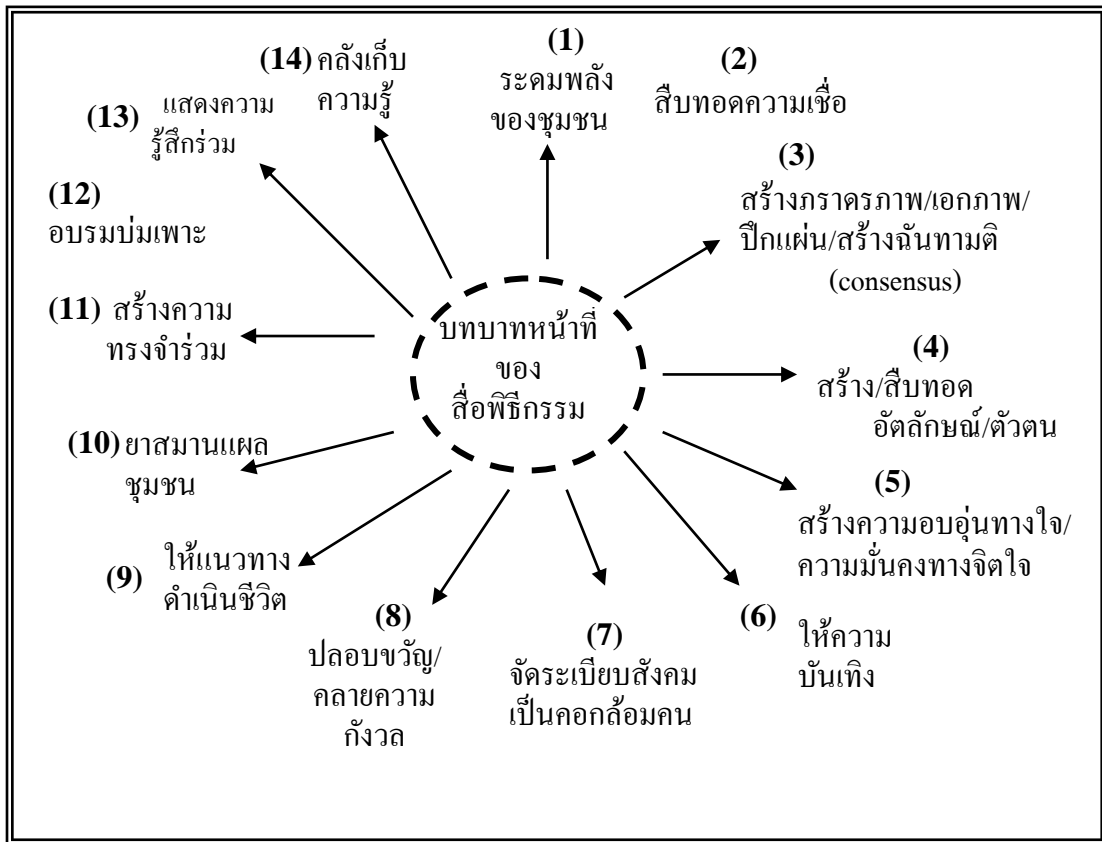 บทบาทหน้าที่
ของ
สื่อพิธีกรรม
(1)
ระดมพลัง
ของชุมชน
(2)
สืบทอดความเชื่อ
(3)
สร้างภราดรภาพ/เอกภาพ/
ปึกแผ่น/สร้างฉันทามติ
(consensus)
(4)
สร้าง/สืบทอด
อัตลักษณ์/ตัวตน
(5)
สร้างความอบอุ่นทางใจ/
ความมั่นคงทางจิตใจ
(6) ให้ความ
บันเทิง
(7)
จัดระเบียบสังคม
เป็นคอกล้อมคน
(8)
ปลอบขวัญ/
คลายความ
กังวล
(9) ให้แนวทาง
ดำเนินชีวิต
(10) ยาสมานแผล
ชุมชน
(11) สร้างความ
ทรงจำร่วม
(12)
อบรมบ่มเพาะ
(13) แสดงความ
รู้สึกร่วม
(14) คลังเก็บ
ความรู้